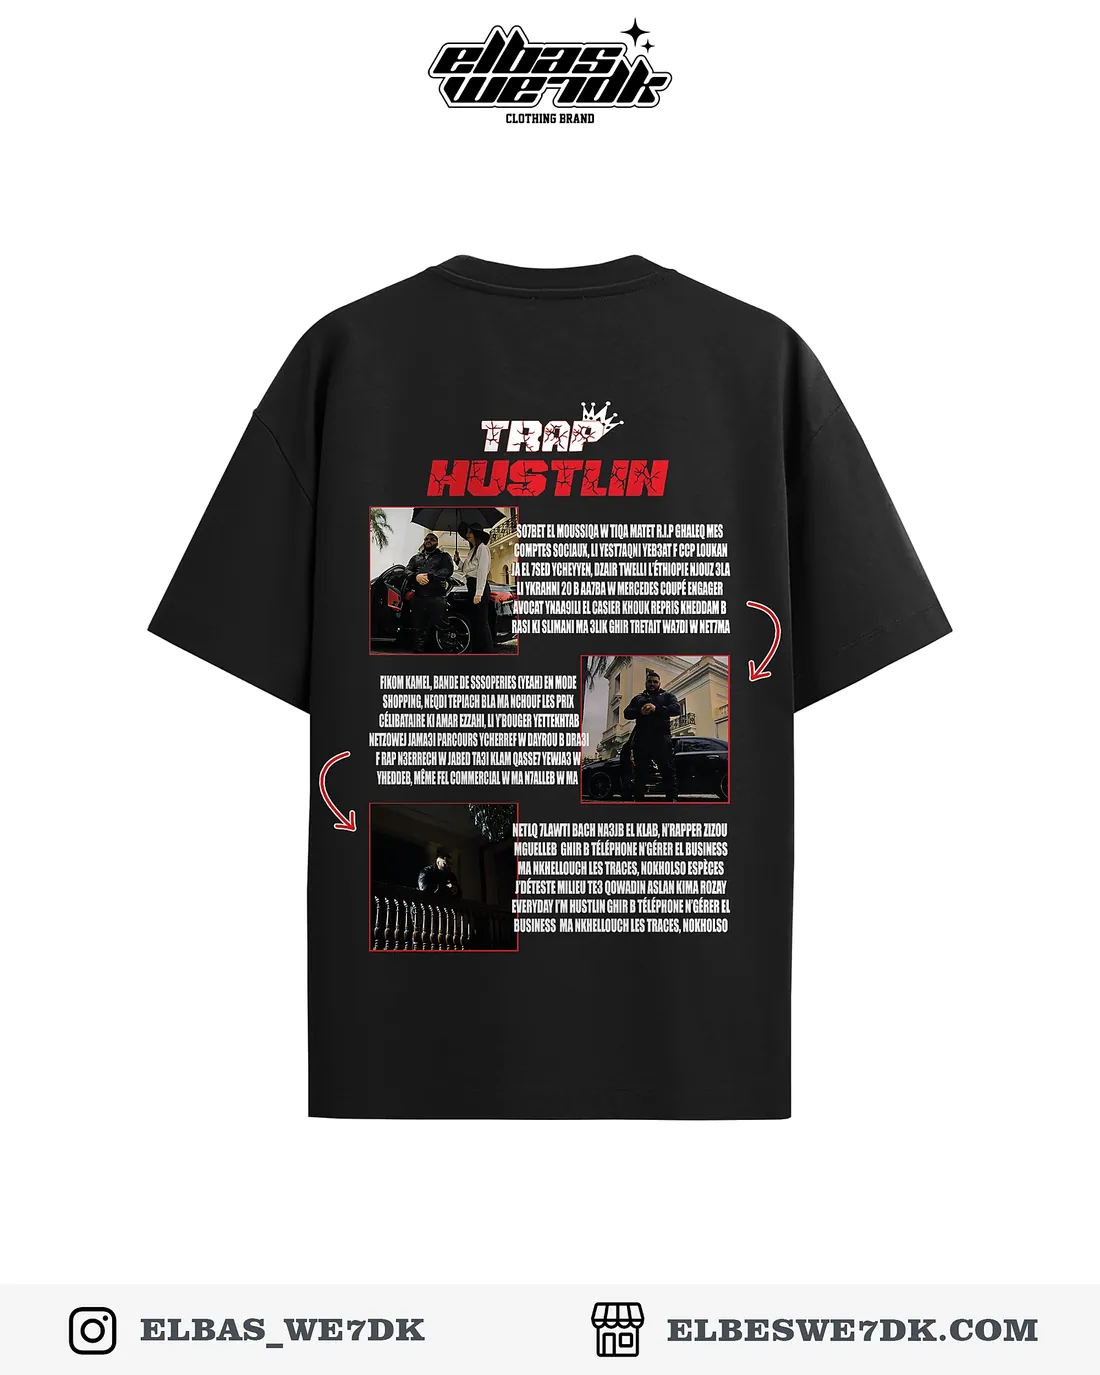 elbas
we7dk
CLOTHING BRAND
TRAP
HUSTLIN
SO7BET EL MOUSSIQA W TIQA MATET R.I.P GHALEQ MES
COMPTES SOCIAUX, LI YEST7AQNI YEB3AT F CCP LOUKAN
JA EL 7SED YCHEYYEN, DZAIR TWELLI L'ÉTHIOPIE NJOUZ 3LA
LI YKRAHNI 20 B AA7BA W MERCEDES COUPÉ ENGAGER
AVOCAT YNAA9ILI EL CASIER KHOUK REPRIS KHEDDAM B
RASI KI SLIMANI MA 3LIK GHIR TRETAIT WA7DI W NET7MA
FIKOM KAMEL, BANDE DE SSSOPERIES (YEAH) EN MODE
SHOPPING, NEQDI TEPIACH BLA MA NCHOUF LES PRIX
CÉLIBATAIRE KI AMAR EZZAHI, LI Y'BOUGER YETTEKHTAB
NETZOWEJ JAMA3I PARCOURS YCHERREF W DAYROU B DRA3I
F RAP N3ERRECH W JABED TA3I KLAM QASSE7 YEWJA3 W
YHEDDEB, MÊME FEL COMMERCIAL W MA N7ALLEB W MA
NETLQ 7LAWTI BACH NA3JB EL KLAB, N'RAPPER ZIZOU
MGUELLEB GHIR B TÉLÉPHONE N'GÉRER EL BUSINESS
MA NKHELLOUCH LES TRACES, NOKHOLSO ESPÈCES
J'DÉTESTE MILIEU TE3 QOWADIN ASLAN KIMA ROZAY
EVERYDAY I'M HUSTLIN GHIR B TÉLÉPHONE N'GÉRER EL
BUSINESS MA NKHELLOUCH LES TRACES, NOKHOLSO
ELBAS_WE7DK
ELBESWE7DK.COM